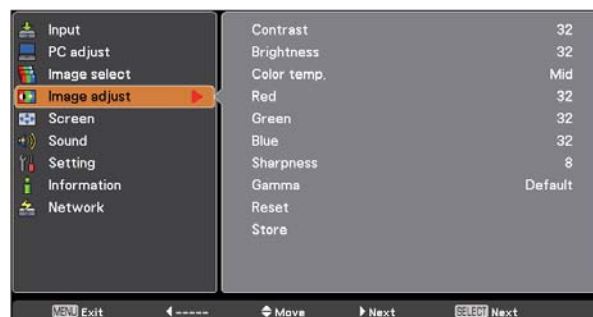 Input
PC adjust
Image select
Image adjust
Screen
Sound
Setting
Information
Network
Contrast 32
Brightness 32
Color temp. Mid
Red 32
Green 32
Blue 32
Sharpness 8
Gamma Default
Reset
Store
MENU Exit ----- Move Next SELECT Next